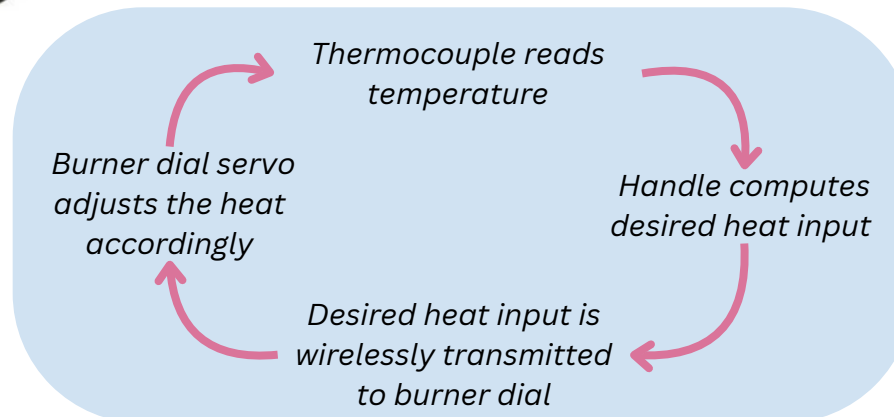 Thermocouple reads
temperature
Handle computes
desired heat input
Desired heat input is
wirelessly transmitted
to burner dial
Burner dial servo
adjusts the heat
accordingly